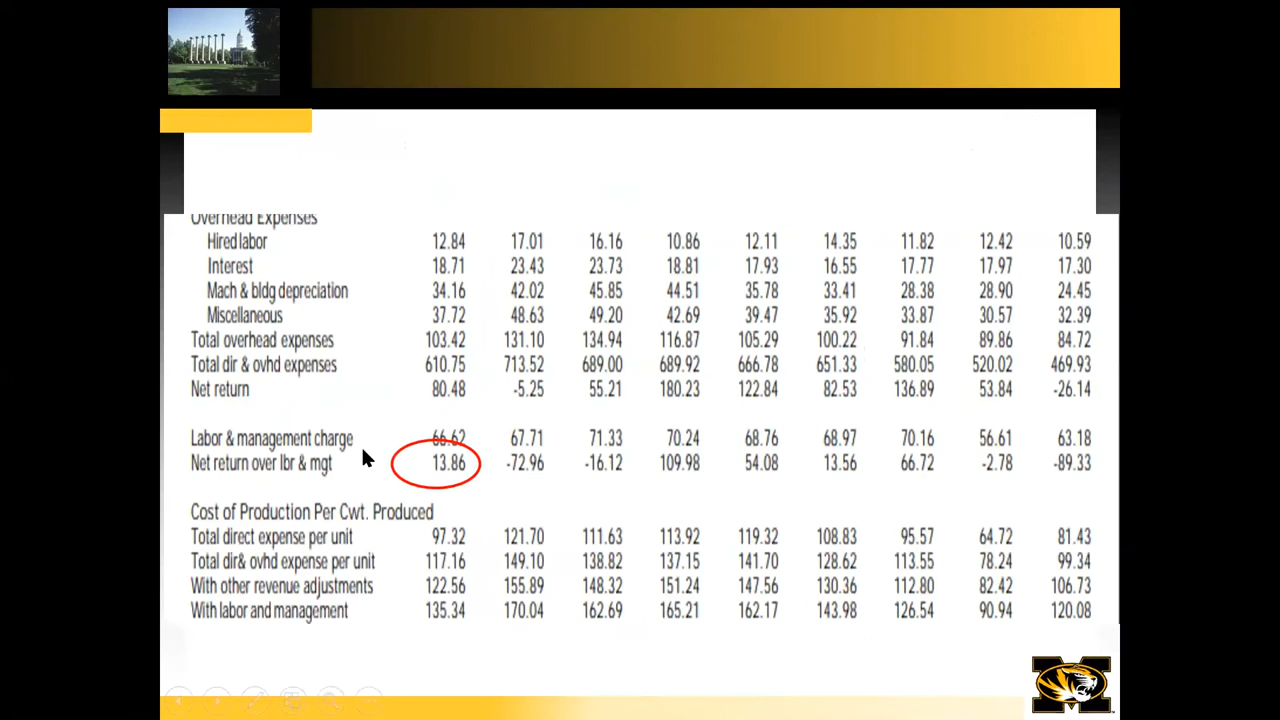 Overhead Expenses
Hired labor 12.84 17.01 16.16 10.86 12.11 14.35 11.82 12.42 10.59
Interest 18.71 23.43 23.73 18.81 17.93 16.55 17.77 17.97 17.30
Mach & bldg depreciation 34.16 42.02 45.85 44.51 35.78 33.41 28.38 28.90 24.45
Miscellaneous 37.72 48.63 49.20 42.69 39.47 35.92 33.87 30.57 32.39
Total overhead expenses 103.42 131.10 134.94 116.87 105.29 100.22 91.84 89.86 84.72
Total dir & ovhd expenses 610.75 713.52 689.00 689.92 666.78 651.33 580.05 520.02 469.93
Net return 80.48 -5.25 55.21 180.23 122.84 82.53 136.89 53.84 -26.14
Labor & management charge 66.62 67.71 71.33 70.24 68.76 68.97 70.16 56.61 63.18
Net return over lbr & mgt 13.86 -72.96 -16.12 109.98 54.08 13.56 66.72 -2.78 -89.33
Cost of Production Per Cwt. Produced
Total direct expense per unit 97.32 121.70 111.63 113.92 119.32 108.83 95.57 64.72 81.43
Total dir& ovhd expense per unit 117.16 149.10 138.82 137.15 141.70 128.62 113.55 78.24 99.34
With other revenue adjustments 122.56 155.89 148.32 151.24 147.56 130.36 112.80 82.42 106.73
With labor and management 135.34 170.04 162.69 165.21 162.17 143.98 126.54 90.94 120.08
M